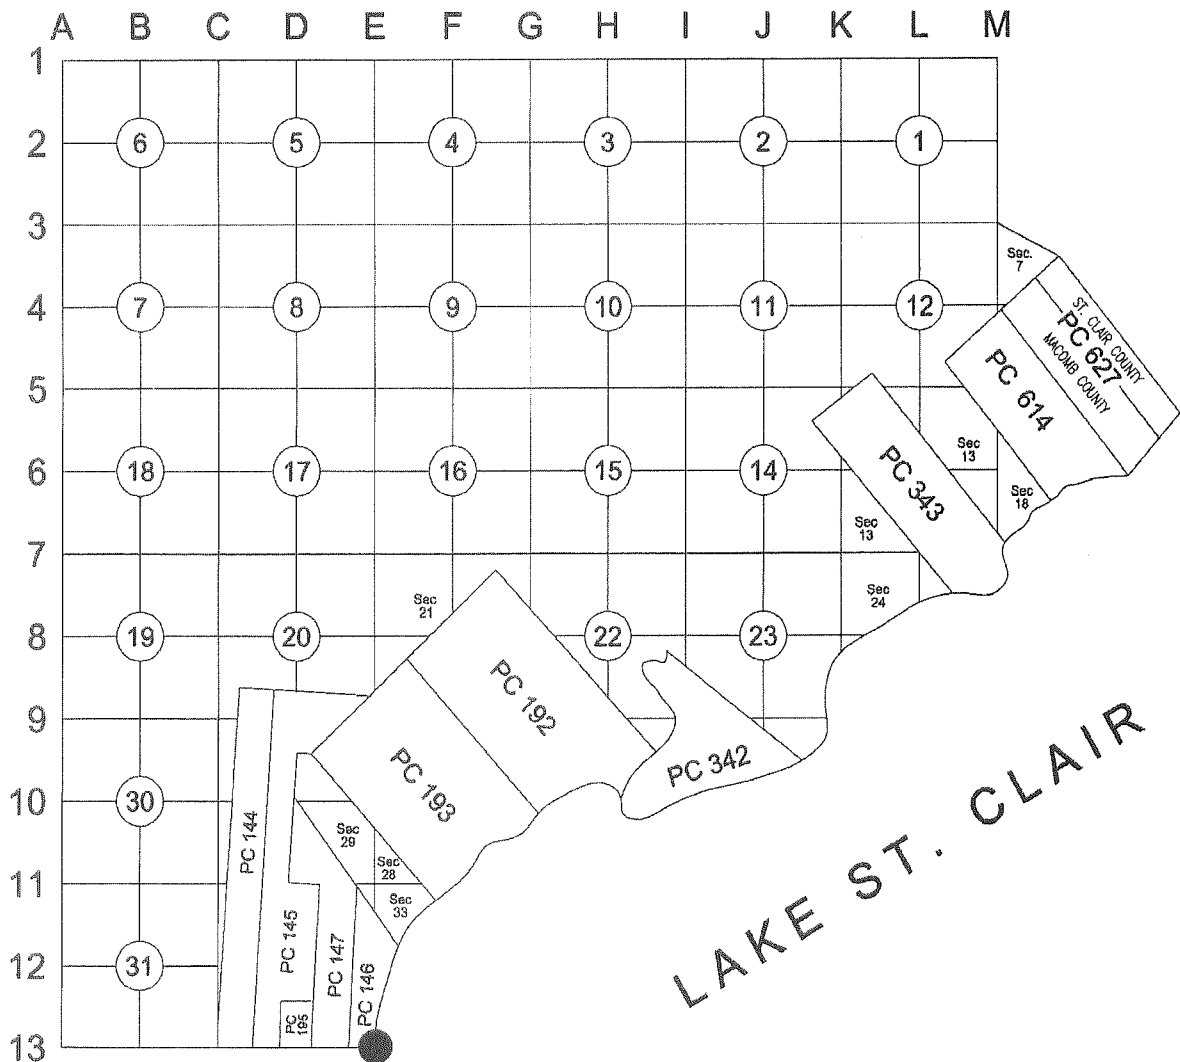 A B C D E F G H I J K L M
1
2 6 5 4 3 2 1
3
Sec. 7
4 7 8 9 10 11 12
ST. CLAIR COUNTY
PC 627
MACOMB COUNTY
PC 614
5
Sec 13
6 18 17 16 15 14
PC 343
Sec 18
Sec 13
7
Sec 24
Sec 21
8 19 20 22 23
PC 192
9
PC 342
PC 193
10 30
PC 144
Sec 29
Sec 28
11
Sec 33
PC 145
PC 147
12 31
PC 146
PC 195
13
LAKE ST. CLAIR